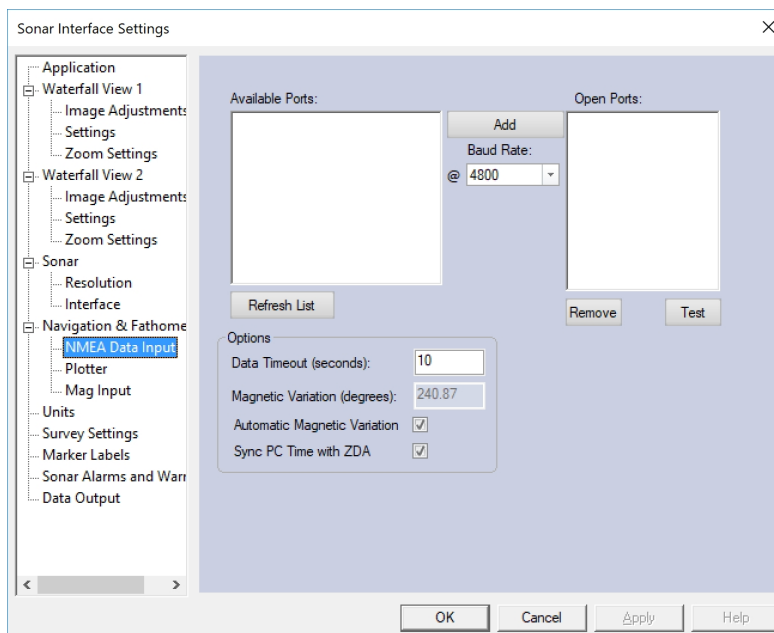 Sonar Interface Settings
Application
Waterfall View 1
Image Adjustments
Settings
Zoom Settings
Waterfall View 2
Image Adjustments
Settings
Zoom Settings
Sonar
Resolution
Interface
Navigation & Fathome
NMEA Data Input
Plotter
Mag Input
Units
Survey Settings
Marker Labels
Sonar Alarms and Warr
Data Output
Available Ports:
Add
Baud Rate:
@ 4800
Open Ports:
Refresh List
Remove
Test
Options
Data Timeout (seconds): 10
Magnetic Variation (degrees): 240.87
Automatic Magnetic Variation
Sync PC Time with ZDA
OK
Cancel
Apply
Help